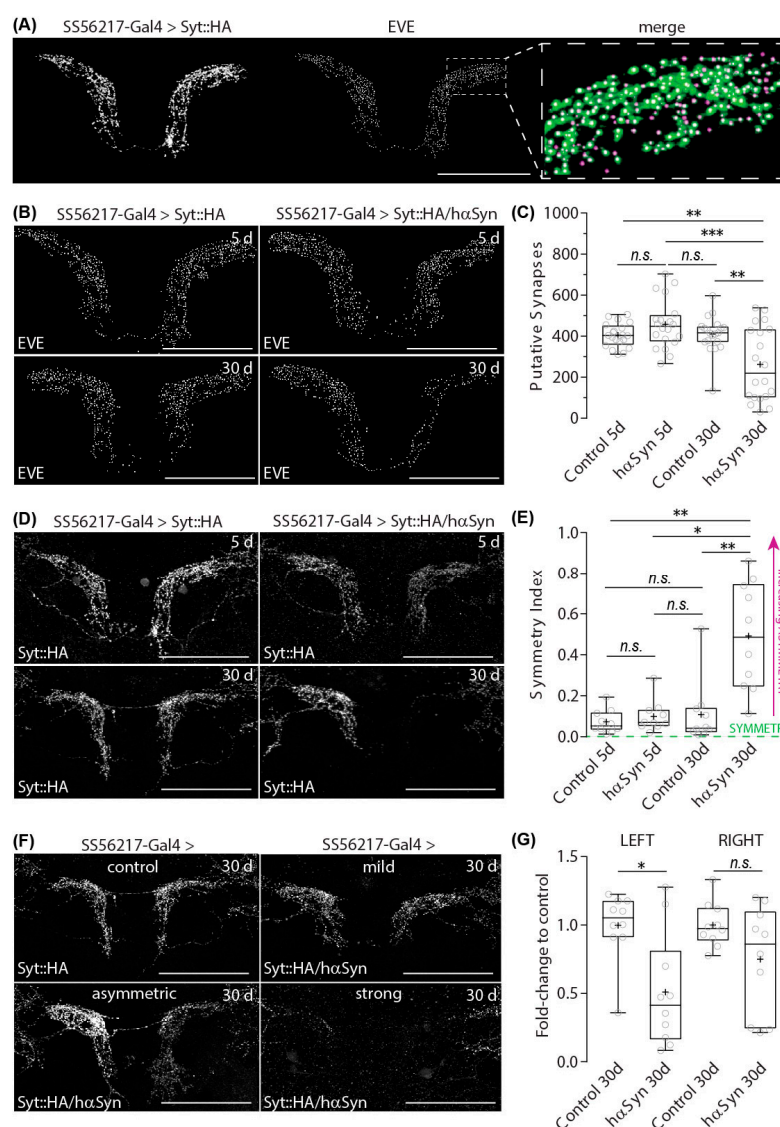 (A) SS56217-Gal4 > Syt::HA EVE merge
(B) SS56217-Gal4 > Syt::HA SS56217-Gal4 > Syt::HA/hαSyn
5 d 5 d
EVE EVE
30 d 30 d
EVE EVE
(C)
Putative Synapses
1000
800
600
400
200
0
** 
***
n.s. n.s. **
Control 5d hαSyn 5d Control 30d hαSyn 30d
(D) SS56217-Gal4 > Syt::HA SS56217-Gal4 > Syt::HA/hαSyn
5 d 5 d
Syt::HA Syt::HA
30 d 30 d
Syt::HA Syt::HA
(E)
Symmetry Index
1.0
0.8
0.6
0.4
0.2
0.0
**
*
n.s. **
n.s.
n.s.
SYMMETR
Control 5d hαSyn 5d Control 30d hαSyn 30d
(F) SS56217-Gal4 > SS56217-Gal4 >
control 30 d mild 30 d
Syt::HA Syt::HA/hαSyn
asymmetric 30 d strong 30 d
Syt::HA/hαSyn Syt::HA/hαSyn
(G) LEFT RIGHT
Fold-change to control
1.5
1.0
0.5
0.0
* n.s.
Control 30d hαSyn 30d Control 30d hαSyn 30d